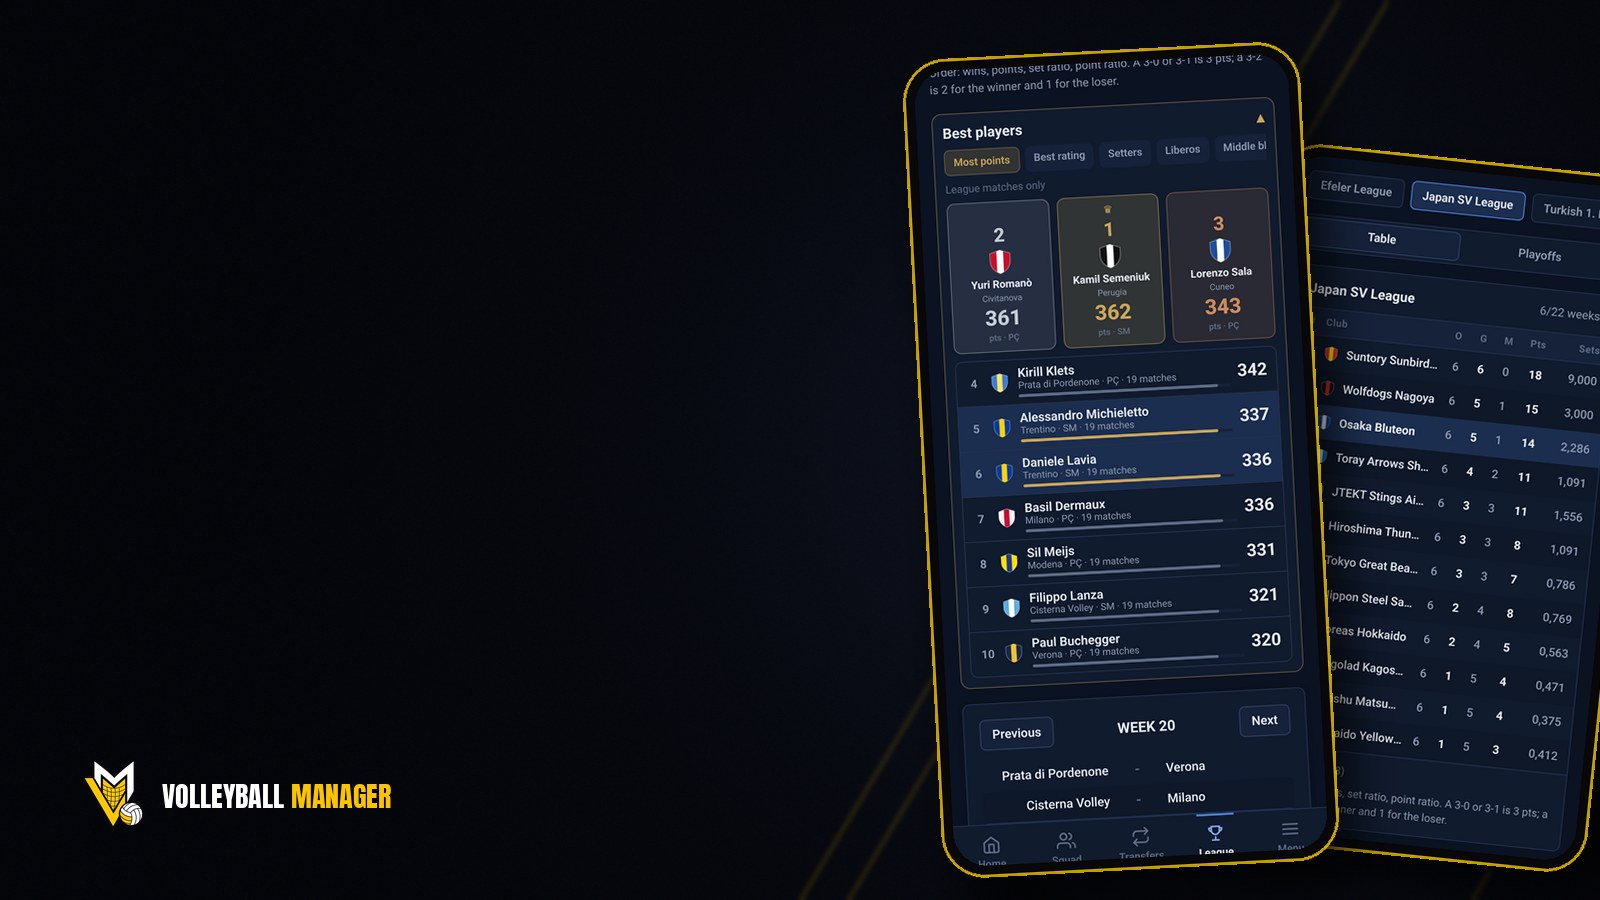 order: wins, points, set ratio, point ratio. A 3-0 or 3-1 is 3 pts; a 3-2
is 2 for the winner and 1 for the loser.
Best players ▲
Most points Best rating Setters Liberos Middle bl
League matches only
2
Yuri Romanò
Civitanova
361
pts · PÇ
1
Kamil Semeniuk
Perugia
362
pts · SM
3
Lorenzo Sala
Cuneo
343
pts · PÇ
4 Kirill Klets 342
Prata di Pordenone · PÇ · 19 matches
5 Alessandro Michieletto 337
Trentino · SM · 19 matches
6 Daniele Lavia 336
Trentino · SM · 19 matches
7 Basil Dermaux 336
Milano · PÇ · 19 matches
8 Sil Meijs 331
Modena · PÇ · 19 matches
9 Filippo Lanza 321
Cisterna Volley · SM · 19 matches
10 Paul Buchegger 320
Verona · PÇ · 19 matches
Previous WEEK 20 Next
Prata di Pordenone - Verona
Cisterna Volley - Milano
Home Squad Transfers League Menu
Efeler League Japan SV League Turkish 1.
Table Playoffs
Japan SV League 6/22 weeks
Club O G M Pts Sets
Suntory Sunbird... 6 6 0 18 9,000
Wolfdogs Nagoya 6 5 1 15 3,000
Osaka Bluteon 6 5 1 14 2,286
Toray Arrows Sh... 6 4 2 11 1,091
JTEKT Stings Ai... 6 3 3 11 1,556
Hiroshima Thun... 6 3 3 8 1,091
Tokyo Great Bea... 6 3 3 7 0,786
ippon Steel Sa... 6 2 4 8 0,769
oreas Hokkaido 6 2 4 5 0,563
golad Kagos... 6 1 5 4 0,471
shu Matsu... 6 1 5 4 0,375
aido Yellow... 6 1 5 3 0,412
s, set ratio, point ratio. A 3-0 or 3-1 is 3 pts; a
ner and 1 for the loser.
VOLLEYBALL MANAGER